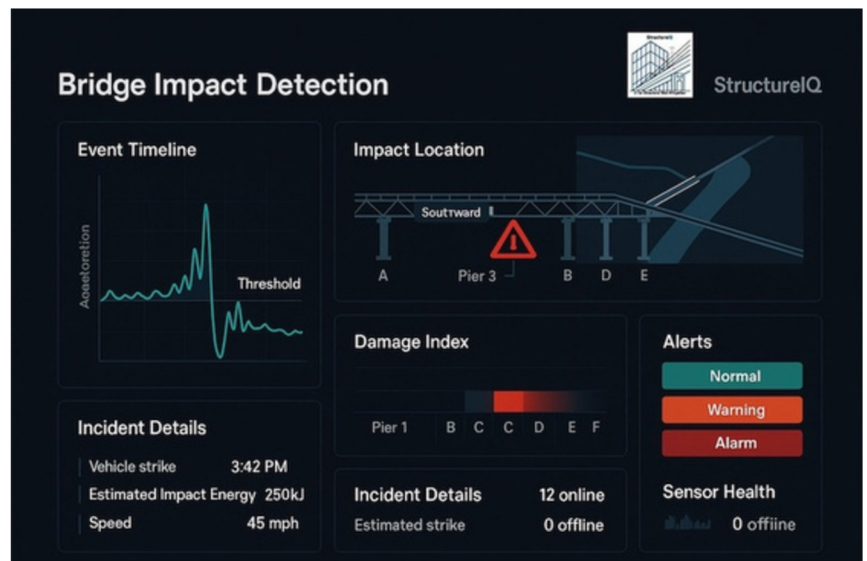 Bridge Impact Detection
StructureIQ
Event Timeline
Threshold
Impact Location
Souttward
A
Pier 3
B
D
E
Damage Index
Pier 1
B
C
C
D
E
F
Alerts
Normal
Warning
Alarm
Incident Details
Vehicle strike 3:42 PM
Estimated Impact Energy 250kJ
Speed 45 mph
Incident Details 12 online
Estimated strike 0 offline
Sensor Health
0 offiine